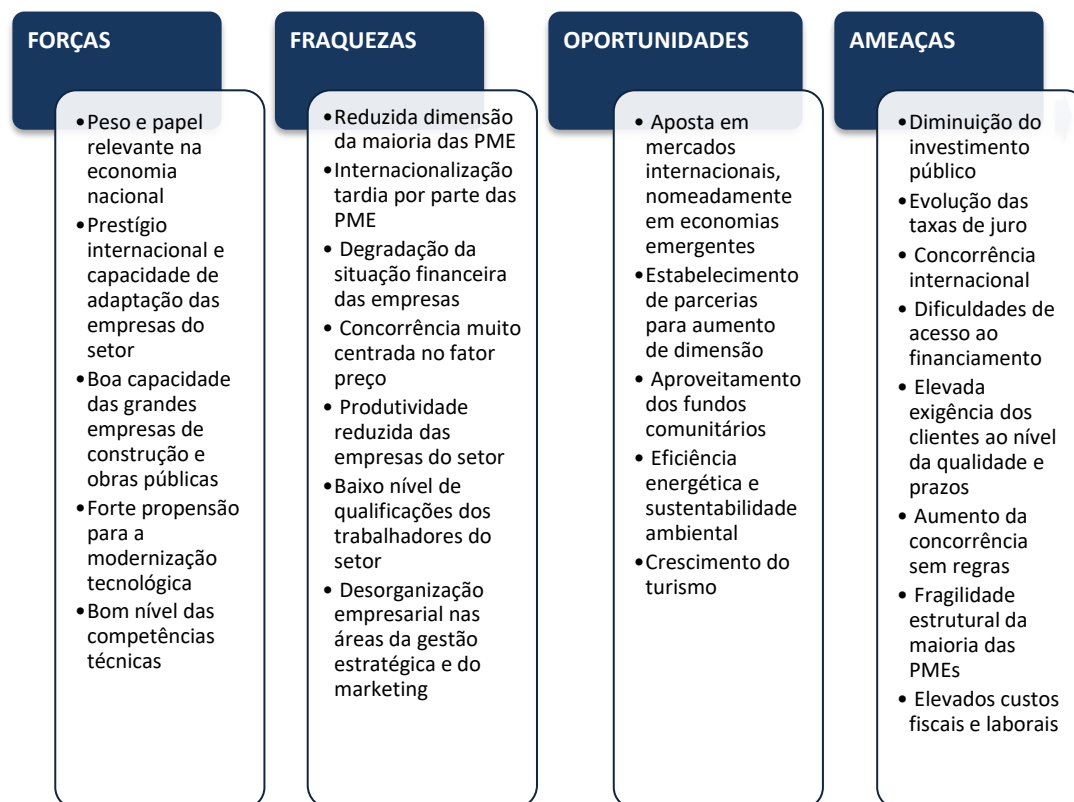 FORÇAS
•Peso e papel
relevante na
economia
nacional
•Prestígio
internacional e
capacidade de
adaptação das
empresas do
setor
•Boa capacidade
das grandes
empresas de
construção e
obras públicas
•Forte propensão
para a
modernização
tecnológica
•Bom nível das
competências
técnicas
FRAQUEZAS
•Reduzida dimensão
da maioria das PME
•Internacionalização
tardia por parte das
PME
• Degradação da
situação financeira
das empresas
• Concorrência muito
centrada no fator
preço
• Produtividade
reduzida das
empresas do setor
•Baixo nível de
qualificações dos
trabalhadores do
setor
• Desorganização
empresarial nas
áreas da gestão
estratégica e do
marketing
OPORTUNIDADES
• Aposta em
mercados
internacionais,
nomeadamente
em economias
emergentes
•Estabelecimento
de parcerias
para aumento
de dimensão
• Aproveitamento
dos fundos
comunitários
• Eficiência
energética e
sustentabilidade
ambiental
•Crescimento do
turismo
AMEAÇAS
•Diminuição do
investimento
público
•Evolução das
taxas de juro
• Concorrência
internacional
• Dificuldades de
acesso ao
financiamento
• Elevada
exigência dos
clientes ao nível
da qualidade e
prazos
• Aumento da
concorrência
sem regras
• Fragilidade
estrutural da
maioria das
PMEs
• Elevados custos
fiscais e laborais